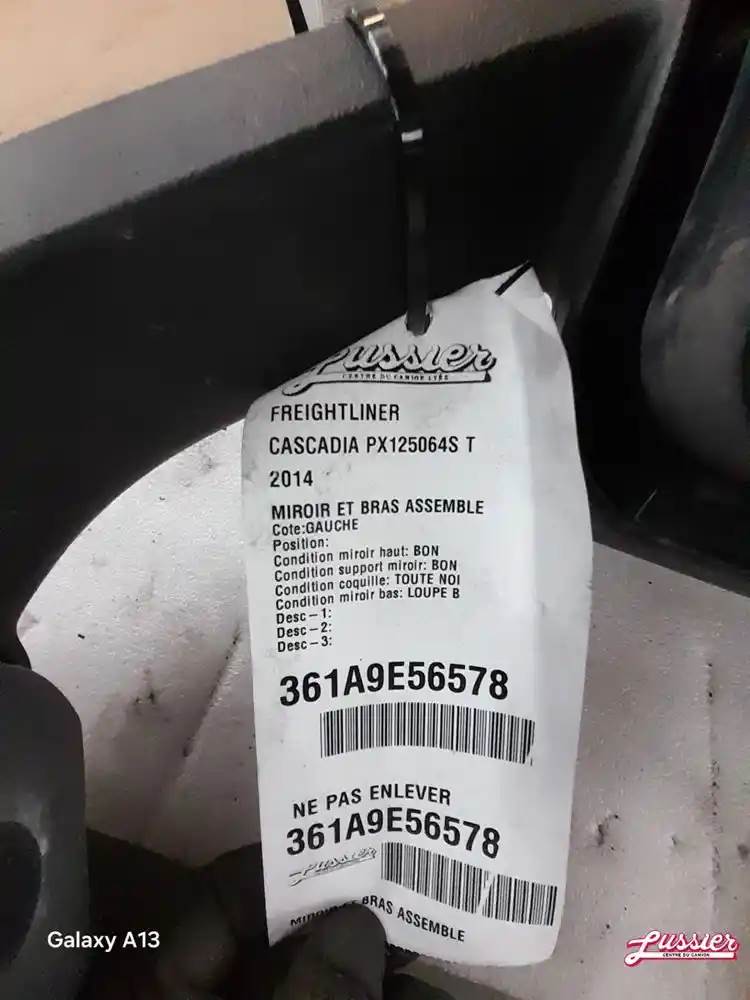 Lussier
CENTRE DU CAMION LTÉE
FREIGHTLINER
CASCADIA PX125064S T
2014
MIROIR ET BRAS ASSEMBLE
Cote:GAUCHE
Position:
Condition miroir haut: BON
Condition support miroir: BON
Condition coquille: TOUTE NOI
Condition miroir bas: LOUPE B
Desc-1:
Desc-2:
Desc-3:
361A9E56578
NE PAS ENLEVER
361A9E56578
Lussier
MIROIR ET BRAS ASSEMBLE
Galaxy A13
Lussier
CENTRE DU CAMION